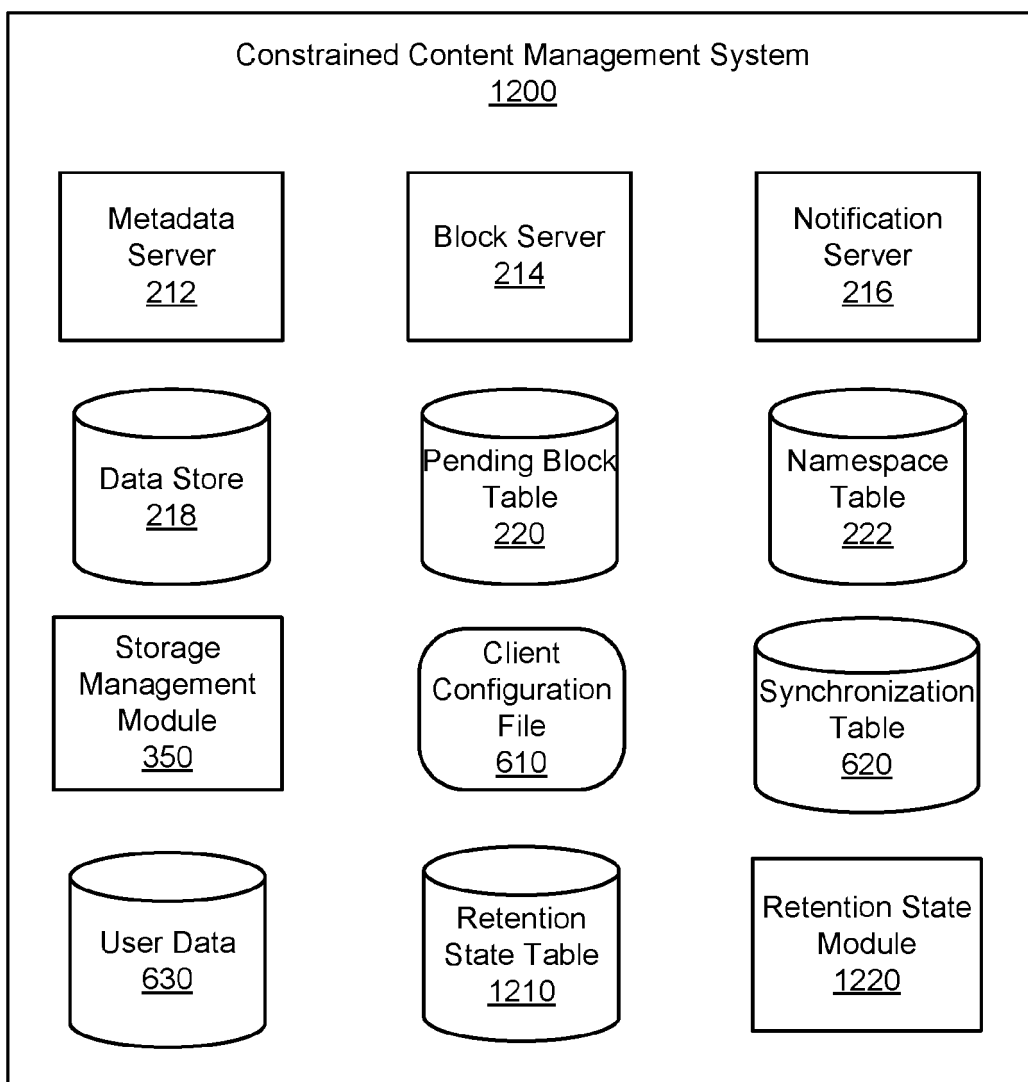 Constrained Content Management System
1200
Metadata
Server
212
Block Server
214
Notification
Server
216
Data Store
218
Pending Block
Table
220
Namespace
Table
222
Storage
Management
Module
350
Client
Configuration
File
610
Synchronization
Table
620
User Data
630
Retention
State Table
1210
Retention State
Module
1220